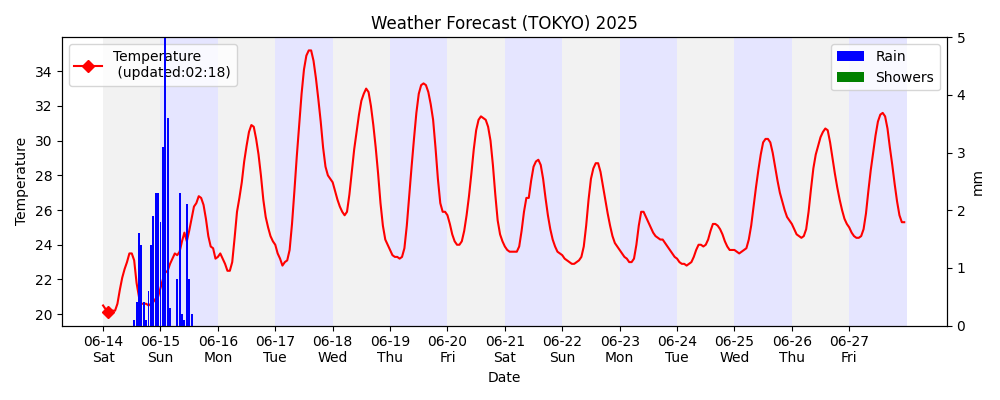 Weather Forecast (TOKYO) 2025
Temperature
(updated:02:18)
Rain
Showers
Temperature
34
32
30
28
26
24
22
20
5
4
3
2
1
0
mm
06-14 06-15 06-16 06-17 06-18 06-19 06-20 06-21 06-22 06-23 06-24 06-25 06-26 06-27
Sat Sun Mon Tue Wed Thu Fri Sat Sun Mon Tue Wed Thu Fri
Date